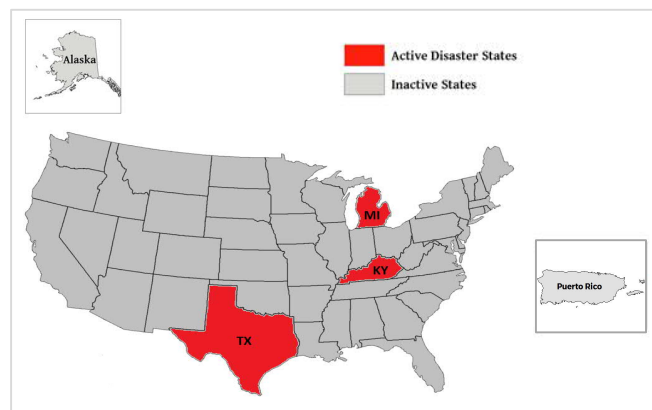 Alaska
Active Disaster States
Inactive States
MI
KY
Puerto Rico
TX